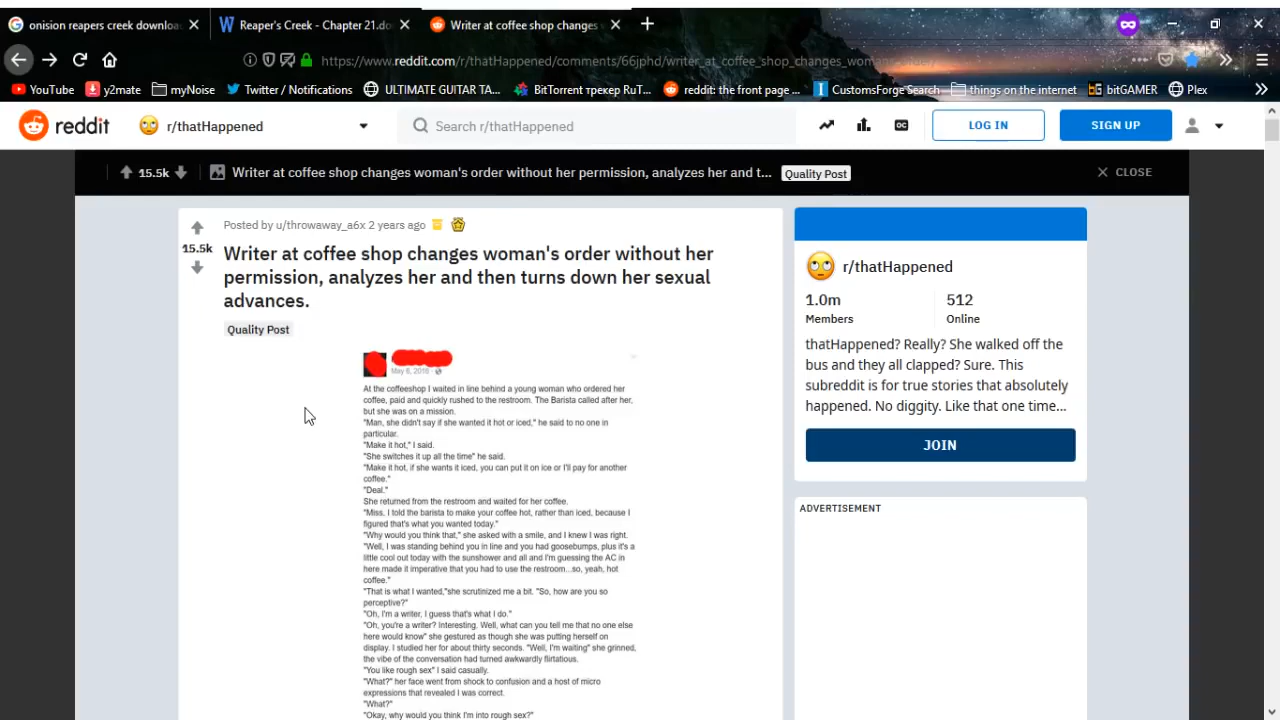 onision reapers creek downloa
Reaper's Creek - Chapter 21.do
Writer at coffee shop changes
https://www.reddit.com/r/thatHappened/comments/66jphd/writer_at_coffee_shop_changes_woman
YouTube
y2mate
myNoise
Twitter / Notifications
ULTIMATE GUITAR TA...
BitTorrent трекер RuT...
reddit: the front page ...
CustomsForge Search
things on the internet
bitGAMER
Plex
reddit
r/thatHappened
Search r/thatHappened
OC
LOG IN
SIGN UP
15.5k
Writer at coffee shop changes woman's order without her permission, analyzes her and t...
Quality Post
CLOSE
Posted by u/throwaway_a6x 2 years ago
15.5k
Writer at coffee shop changes woman's order without her
permission, analyzes her and then turns down her sexual
advances.
Quality Post
May 6, 2016
At the coffeeshop I waited in line behind a young woman who ordered her
coffee, paid and quickly rushed to the restroom. The Barista called after her,
but she was on a mission.
"Man, she didn't say if she wanted it hot or iced," he said to no one in
particular.
"Make it hot," I said.
"She switches it up all the time" he said.
"Make it hot, if she wants it iced, you can put it on ice or I'll pay for another
coffee."
"Deal."
She returned from the restroom and waited for her coffee.
"Miss, I told the barista to make your coffee hot, rather than iced, because I
figured that's what you wanted today."
"Why would you think that," she asked with a smile, and I knew I was right.
"Well, I was standing behind you in line and you had goosebumps, plus it's a
little cool out today with the sunshower and all and I'm guessing the AC in
here made it imperative that you had to use the restroom...so, yeah, hot
coffee."
"That is what I wanted,"she scrutinized me a bit. "So, how are you so
perceptive?"
"Oh, I'm a writer, I guess that's what I do."
"Oh, you're a writer? Interesting. Well, what can you tell me that no one else
here would know" she gestured as though she was putting herself on
display. I studied her for about thirty seconds. "Well, I'm waiting" she grinned,
the vibe of the conversation had turned awkwardly flirtatious.
"You like rough sex" I said casually.
"What?" her face went from shock to confusion and a host of micro
expressions that revealed I was correct.
"What?"
"Okay, why would you think I'm into rough sex?"
r/thatHappened
1.0m
Members
512
Online
thatHappened? Really? She walked off the
bus and they all clapped? Sure. This
subreddit is for true stories that absolutely
happened. No diggity. Like that one time...
JOIN
ADVERTISEMENT